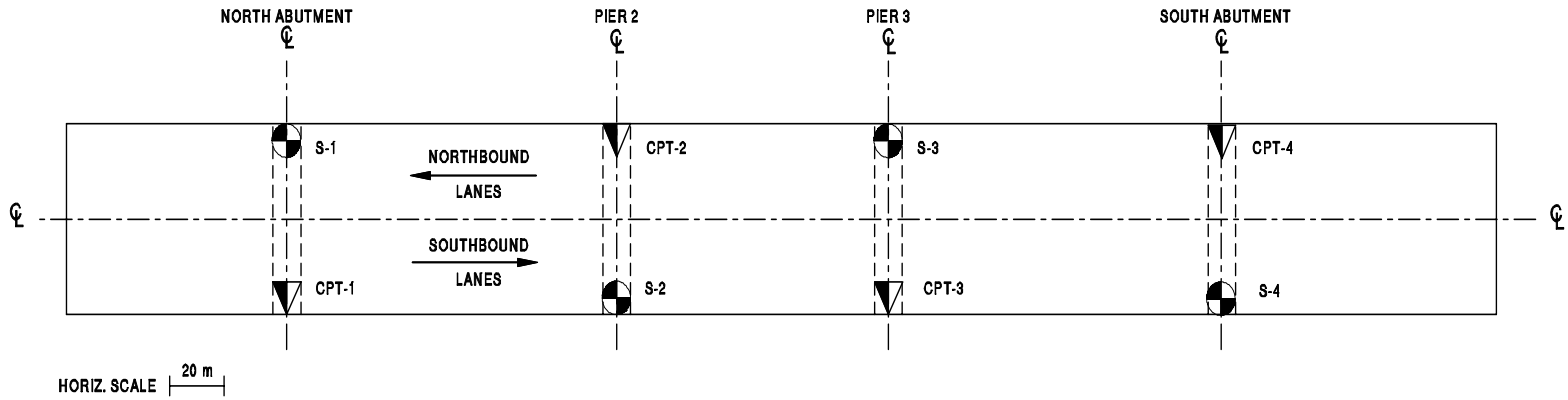 NORTH ABUTMENT
PIER 2
PIER 3
SOUTH ABUTMENT
℄
℄
℄
℄
S-1
CPT-2
S-3
CPT-4
NORTHBOUND
LANES
℄
℄
SOUTHBOUND
LANES
CPT-1
S-2
CPT-3
S-4
20 m
HORIZ. SCALE